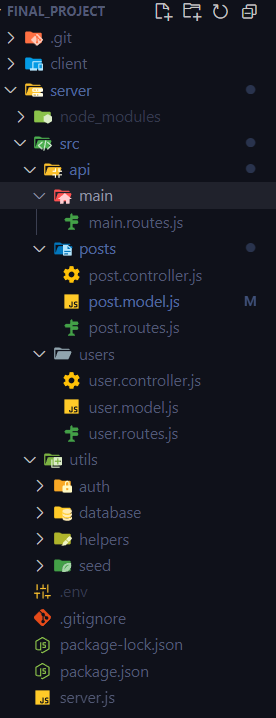 FINAL_PROJECT
.git
client
server
node_modules
src
api
main
main.routes.js
posts
post.controller.js
post.model.js M
post.routes.js
users
user.controller.js
user.model.js
user.routes.js
utils
auth
database
helpers
seed
.env
.gitignore
package-lock.json
package.json
server.js